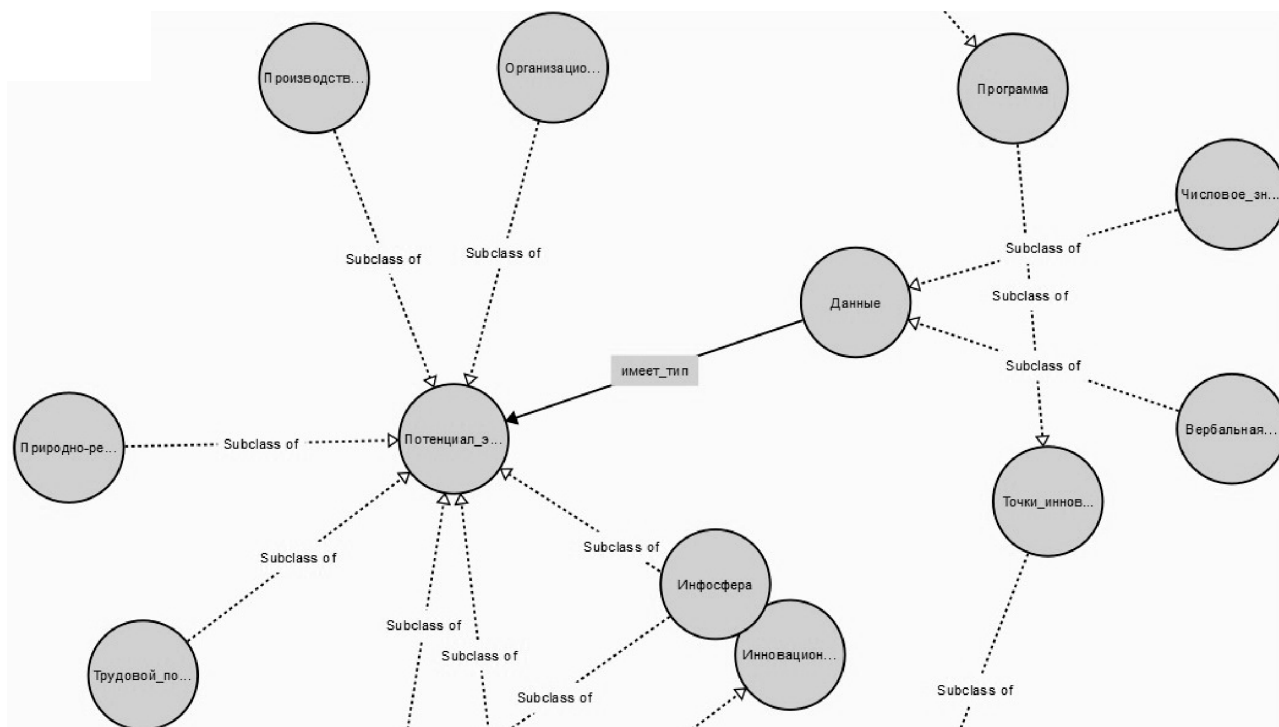 Производств...
Организацио...
Программа
Числовое_зн...
Subclass of
Subclass of
Subclass of
Данные
Subclass of
имеет_тип
Subclass of
Природно-ре...
Subclass of
Потенциал_э...
Вербальная...
Точки_иннов...
Subclass of
Subclass of
Инфосфера
Subclass of
Subclass of
Инновацион...
Трудовой_по...
Subclass of
Subclass of